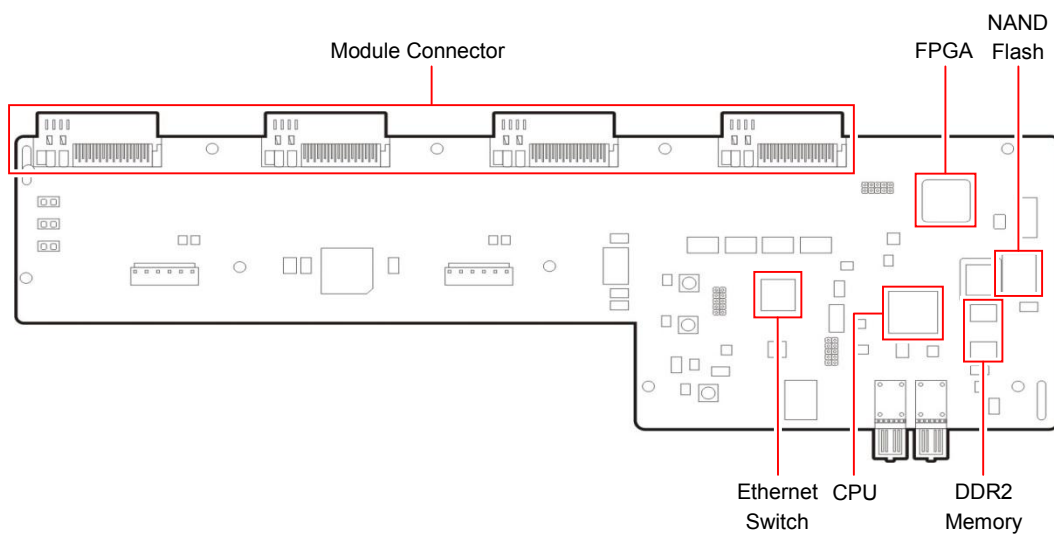 Module Connector
FPGA
NAND
Flash
Ethernet
Switch
CPU
DDR2
Memory